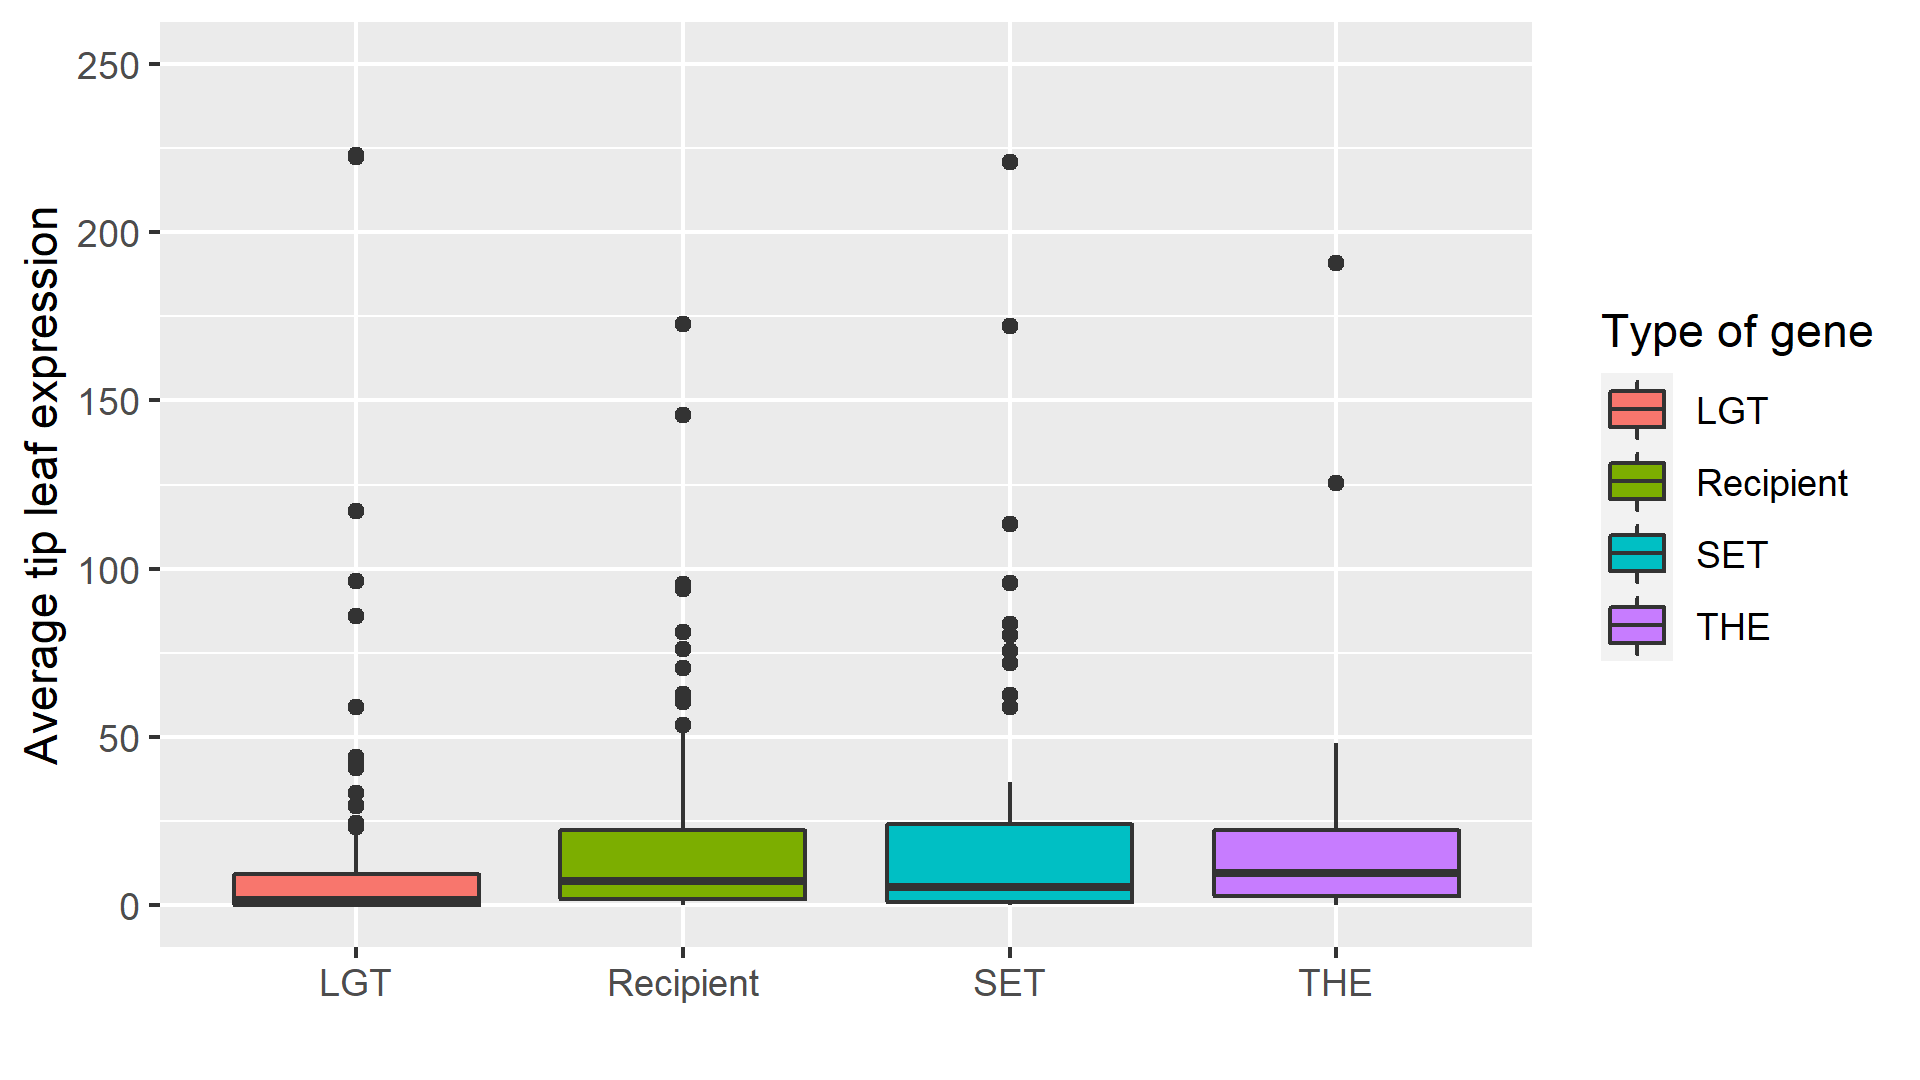 250
200
150
100
50
0
Average tip leaf expression
LGT
Recipient
SET
THE
Type of gene
LGT
Recipient
SET
THE